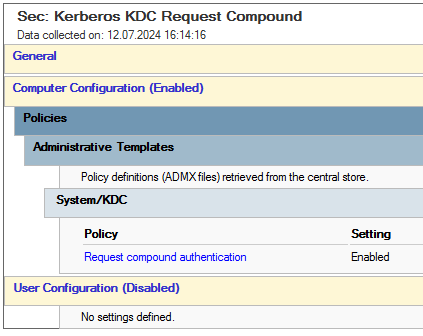 Sec: Kerberos KDC Request Compound
Data collected on: 12.07.2024 16:14:16
General
Computer Configuration (Enabled)
Policies
Administrative Templates
Policy definitions (ADMX files) retrieved from the central store.
System/KDC
Policy Setting
Request compound authentication Enabled
User Configuration (Disabled)
No settings defined.